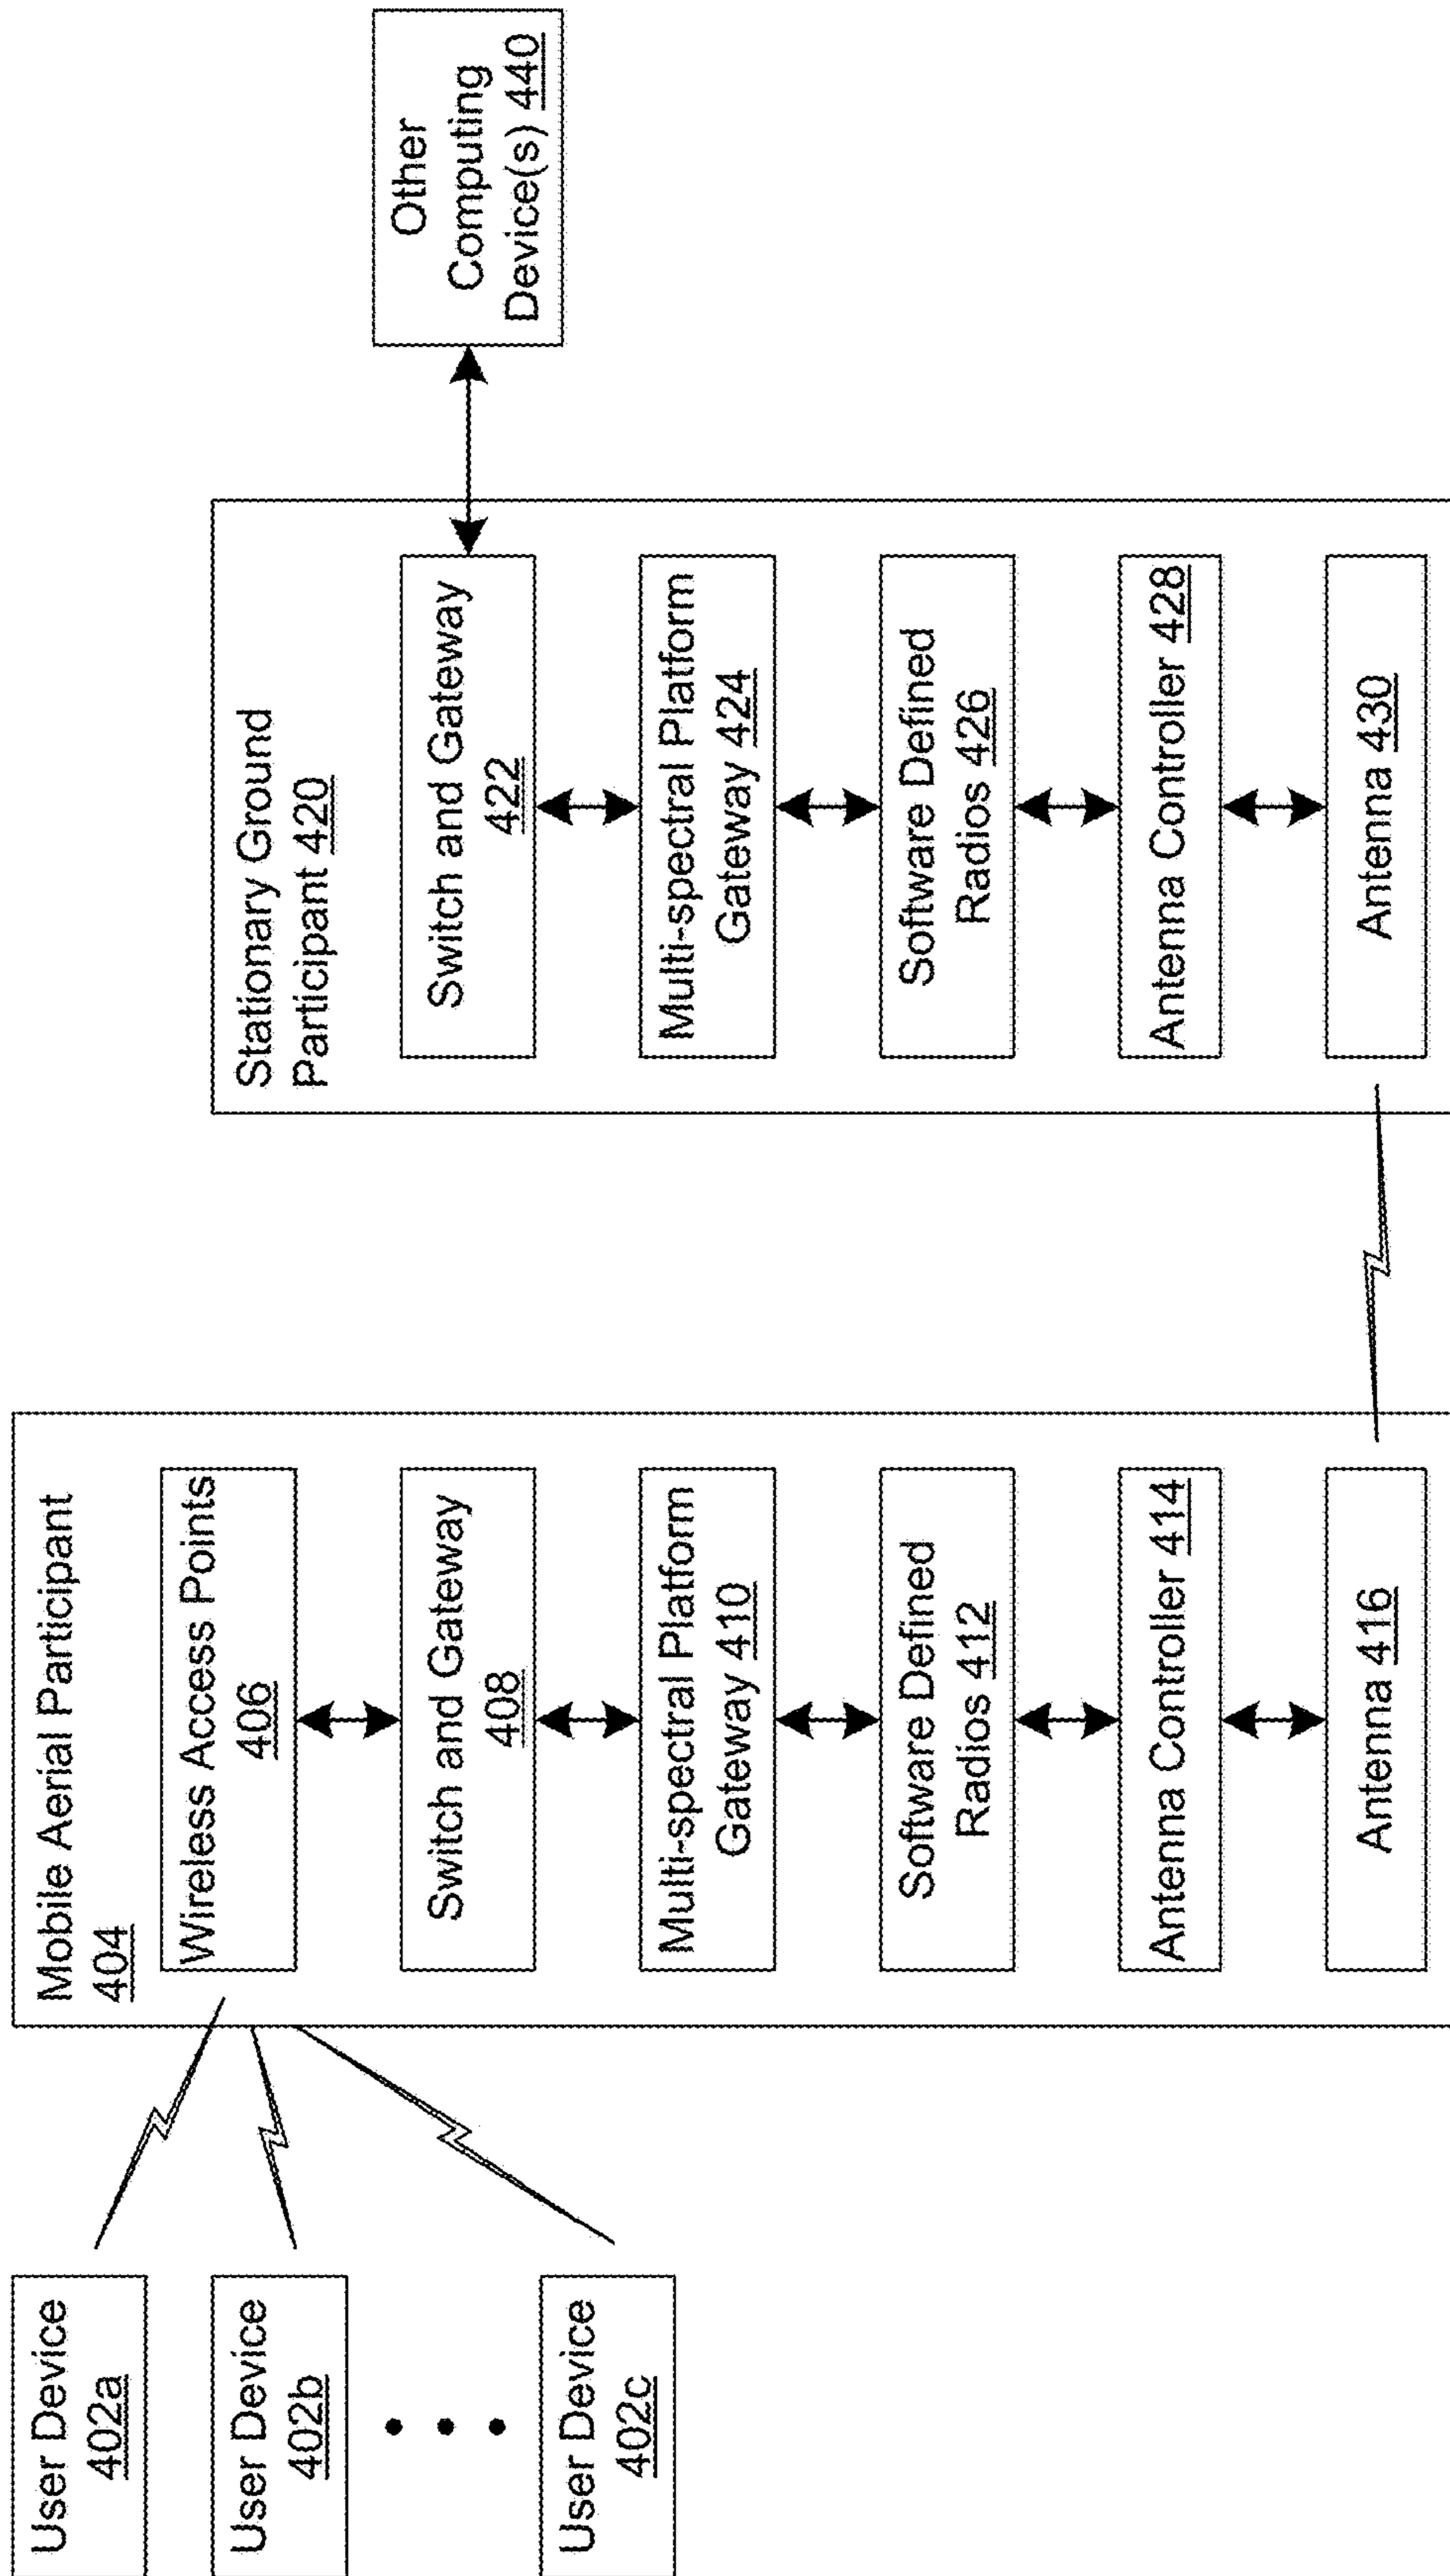 User Device
402a
User Device
402b
User Device
402c
Mobile Aerial Participant
404
Wireless Access Points
406
Switch and Gateway
408
Multi-spectral Platform
Gateway 410
Software Defined
Radios 412
Antenna Controller 414
Antenna 416
Stationary Ground
Participant 420
Switch and Gateway
422
Multi-spectral Platform
Gateway 424
Software Defined
Radios 426
Antenna Controller 428
Antenna 430
Other
Computing
Device(s) 440